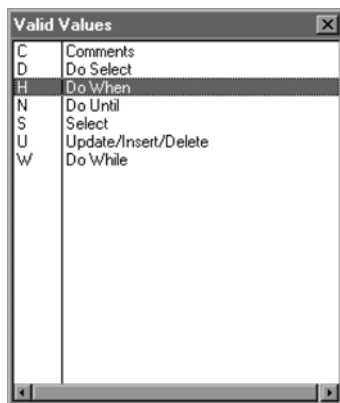 Valid Values
C Comments
D Do Select
H Do When
N Do Until
S Select
U Update/Insert/Delete
W Do While